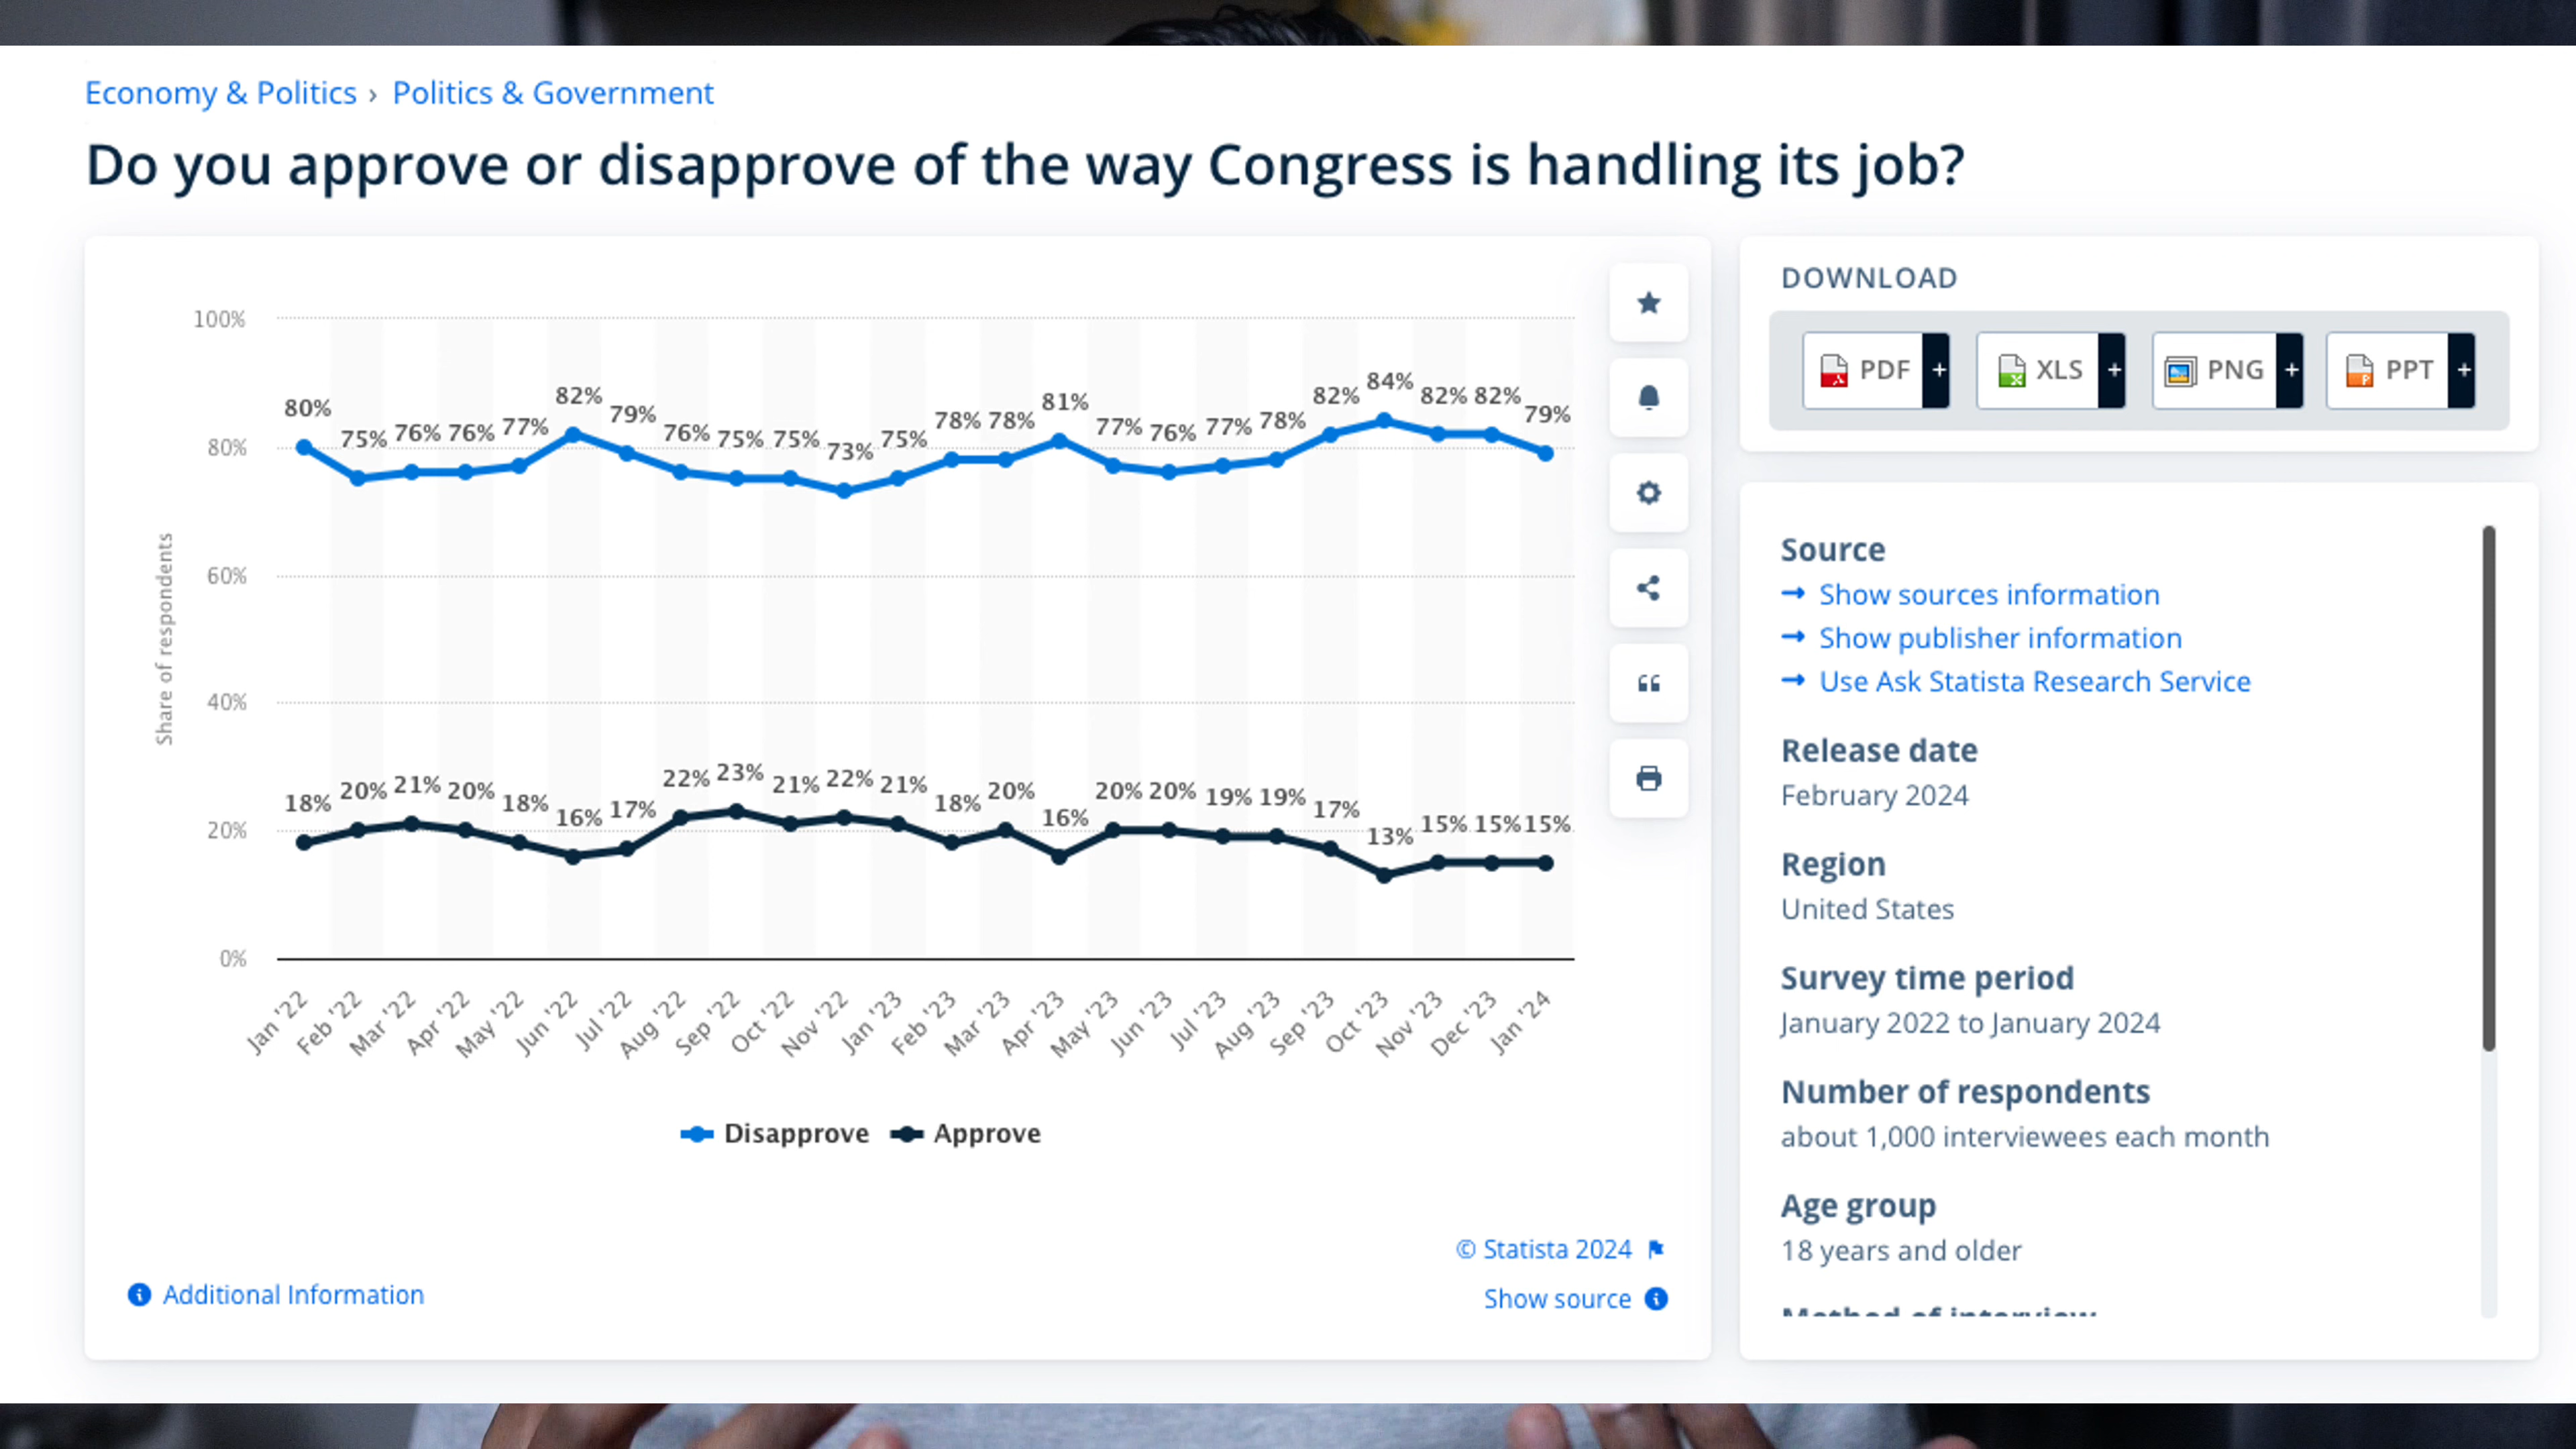 Economy & Politics › Politics & Government
Do you approve or disapprove of the way Congress is handling its job?
Share of respondents
100%
80%
60%
40%
20%
0%
80% 75% 76% 76% 77% 82% 79% 76% 75% 75% 73% 75% 78% 78% 81% 77% 76% 77% 78% 82% 84% 82% 82% 79%
18% 20% 21% 20% 18% 16% 17% 22% 23% 21% 22% 21% 18% 20% 16% 20% 20% 19% 19% 17% 13% 15% 15% 15%
Jan '22 Feb '22 Mar '22 Apr '22 May '22 Jun '22 Jul '22 Aug '22 Sep '22 Oct '22 Nov '22 Jan '23 Feb '23 Mar '23 Apr '23 May '23 Jun '23 Jul '23 Aug '23 Sep '23 Oct '23 Nov '23 Dec '23 Jan '24
Disapprove Approve
© Statista 2024
Additional Information
Show source
DOWNLOAD
PDF + XLS + PNG + PPT +
Source
→ Show sources information
→ Show publisher information
→ Use Ask Statista Research Service
Release date
February 2024
Region
United States
Survey time period
January 2022 to January 2024
Number of respondents
about 1,000 interviewees each month
Age group
18 years and older
Method of interview